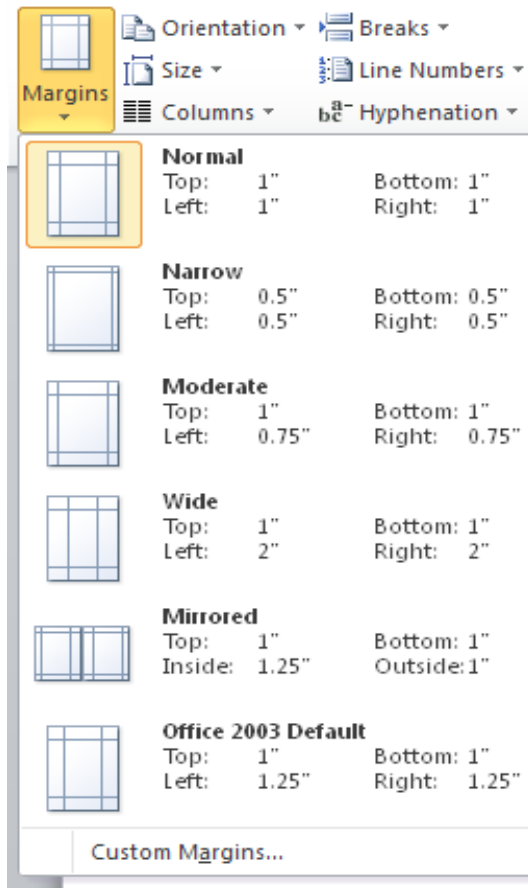 Orientation Breaks
Size Line Numbers
Margins
Columns Hyphenation
Normal
Top: 1" Bottom: 1"
Left: 1" Right: 1"
Narrow
Top: 0.5" Bottom: 0.5"
Left: 0.5" Right: 0.5"
Moderate
Top: 1" Bottom: 1"
Left: 0.75" Right: 0.75"
Wide
Top: 1" Bottom: 1"
Left: 2" Right: 2"
Mirrored
Top: 1" Bottom: 1"
Inside: 1.25" Outside: 1"
Office 2003 Default
Top: 1" Bottom: 1"
Left: 1.25" Right: 1.25"
Custom Margins...